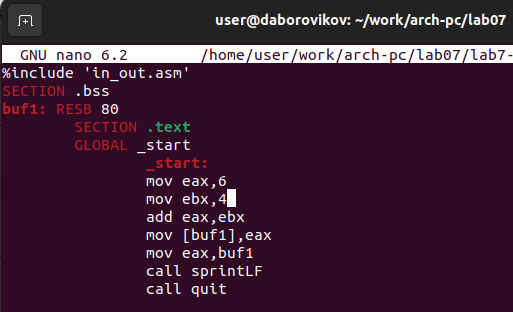 user@daborovikov: ~/work/arch-pc/lab07
GNU nano 6.2 /home/user/work/arch-pc/lab07/lab7-
%include 'in_out.asm'
SECTION .bss
buf1: RESB 80
SECTION .text
GLOBAL _start
_start:
mov eax,6
mov ebx,4
add eax,ebx
mov [buf1],eax
mov eax,buf1
call sprintLF
call quit